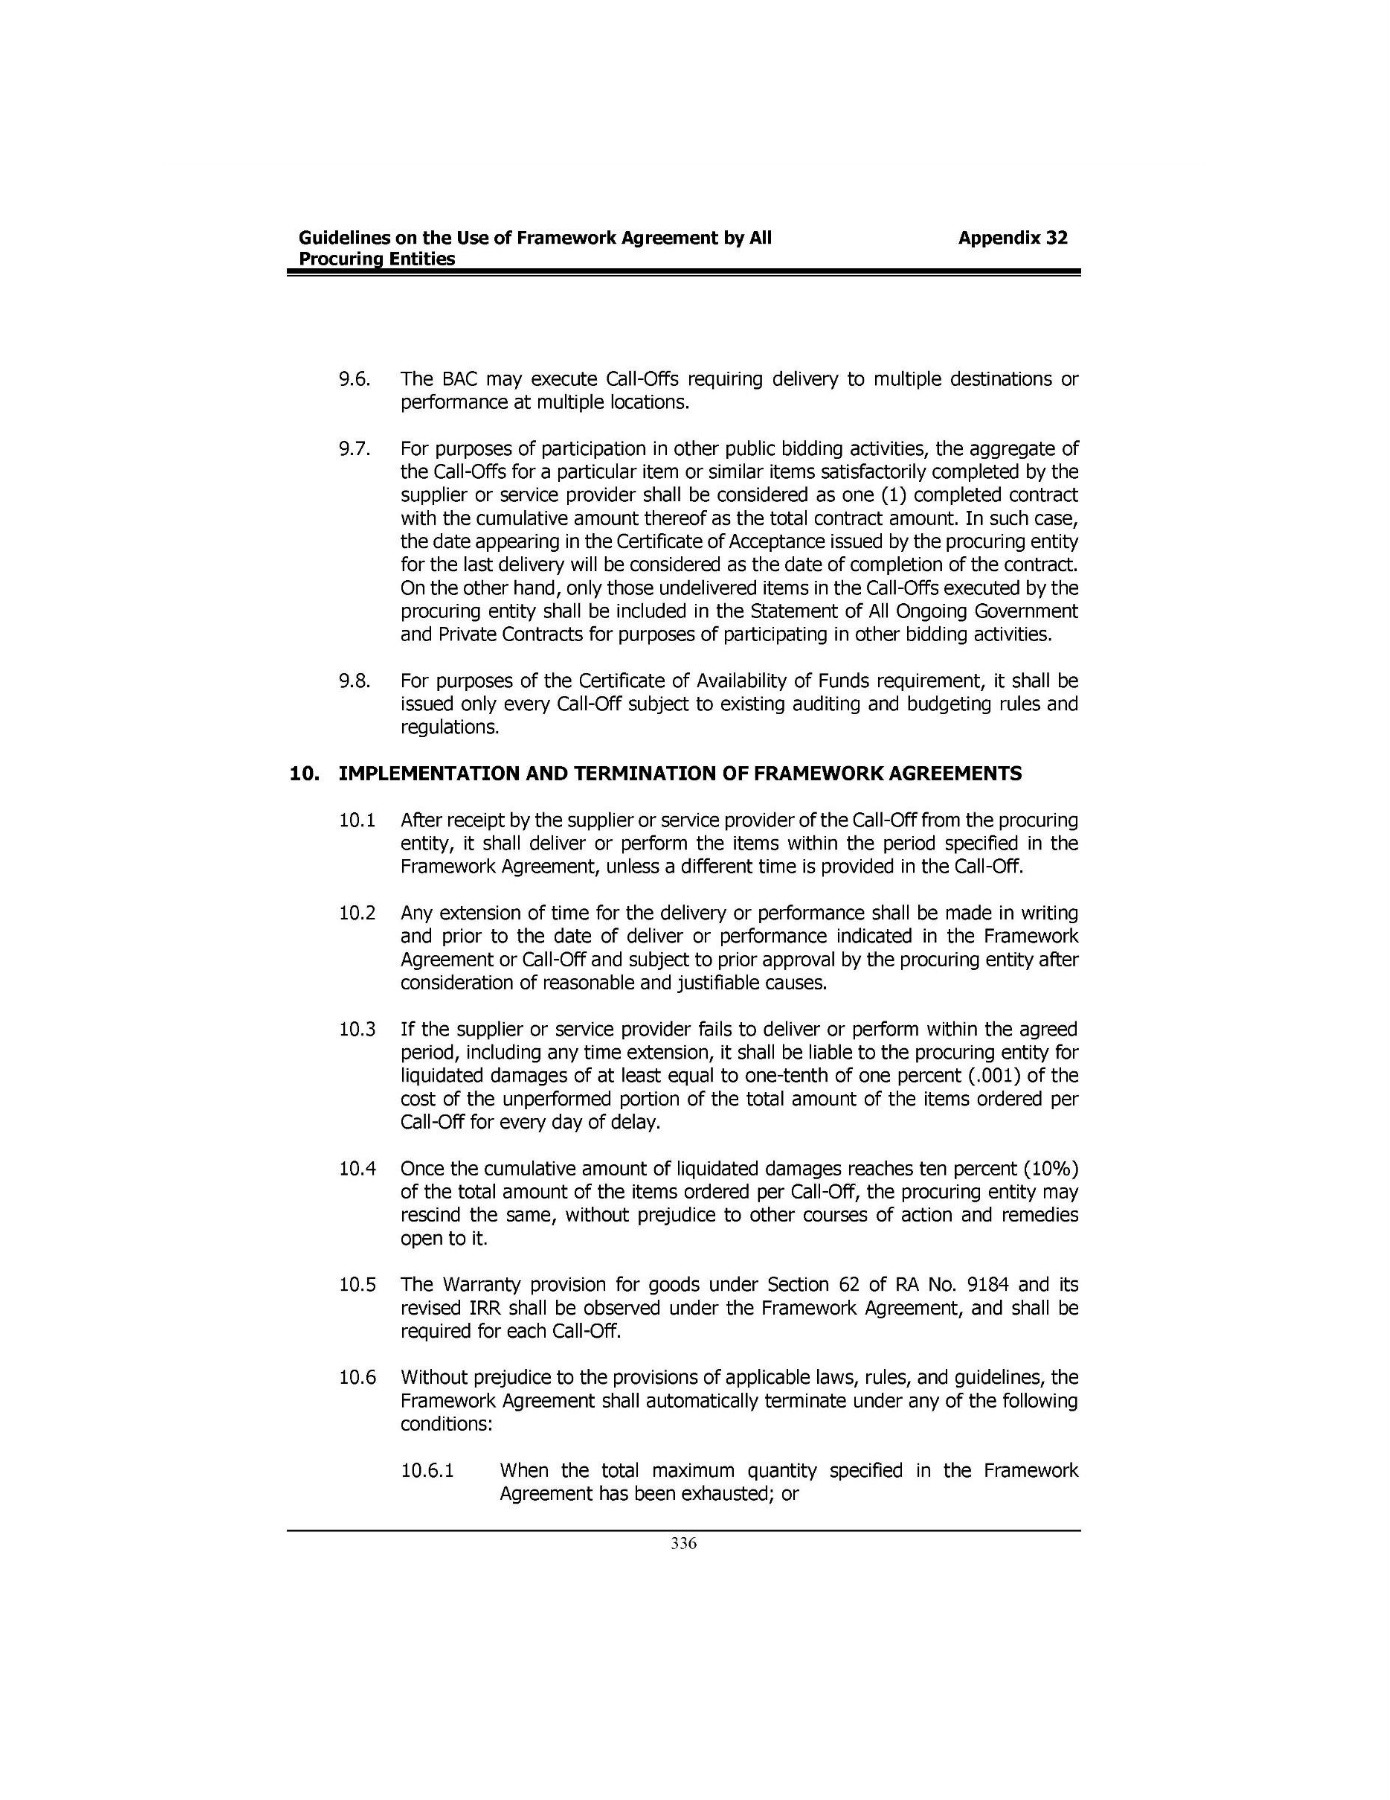 Guidelines on the Use of Framework Agreement by All
Procuring Entities
Appendix 32
9.6. The BAC may execute Call-Offs requiring delivery to multiple destinations or
performance at multiple locations.
9.7. For purposes of participation in other public bidding activities, the aggregate of
the Call-Offs for a particular item or similar items satisfactorily completed by the
supplier or service provider shall be considered as one (1) completed contract
with the cumulative amount thereof as the total contract amount. In such case,
the date appearing in the Certificate of Acceptance issued by the procuring entity
for the last delivery will be considered as the date of completion of the contract.
On the other hand, only those undelivered items in the Call-Offs executed by the
procuring entity shall be included in the Statement of All Ongoing Government
and Private Contracts for purposes of participating in other bidding activities.
9.8. For purposes of the Certificate of Availability of Funds requirement, it shall be
issued only every Call-Off subject to existing auditing and budgeting rules and
regulations.
10. IMPLEMENTATION AND TERMINATION OF FRAMEWORK AGREEMENTS
10.1 After receipt by the supplier or service provider of the Call-Off from the procuring
entity, it shall deliver or perform the items within the period specified in the
Framework Agreement, unless a different time is provided in the Call-Off.
10.2 Any extension of time for the delivery or performance shall be made in writing
and prior to the date of deliver or performance indicated in the Framework
Agreement or Call-Off and subject to prior approval by the procuring entity after
consideration of reasonable and justifiable causes.
10.3 If the supplier or service provider fails to deliver or perform within the agreed
period, including any time extension, it shall be liable to the procuring entity for
liquidated damages of at least equal to one-tenth of one percent (.001) of the
cost of the unperformed portion of the total amount of the items ordered per
Call-Off for every day of delay.
10.4 Once the cumulative amount of liquidated damages reaches ten percent (10%)
of the total amount of the items ordered per Call-Off, the procuring entity may
rescind the same, without prejudice to other courses of action and remedies
open to it.
10.5 The Warranty provision for goods under Section 62 of RA No. 9184 and its
revised IRR shall be observed under the Framework Agreement, and shall be
required for each Call-Off.
10.6 Without prejudice to the provisions of applicable laws, rules, and guidelines, the
Framework Agreement shall automatically terminate under any of the following
conditions:
10.6.1 When the total maximum quantity specified in the Framework
Agreement has been exhausted; or
336